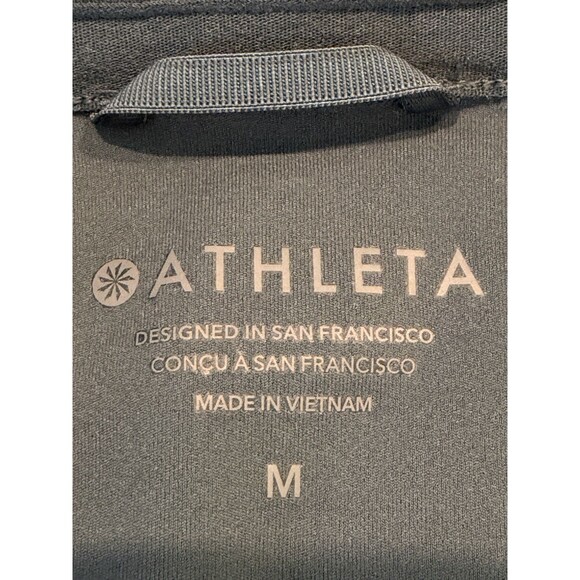 ATHLETA
DESIGNED IN SAN FRANCISCO
CONÇU À SAN FRANCISCO
MADE IN VIETNAM
M